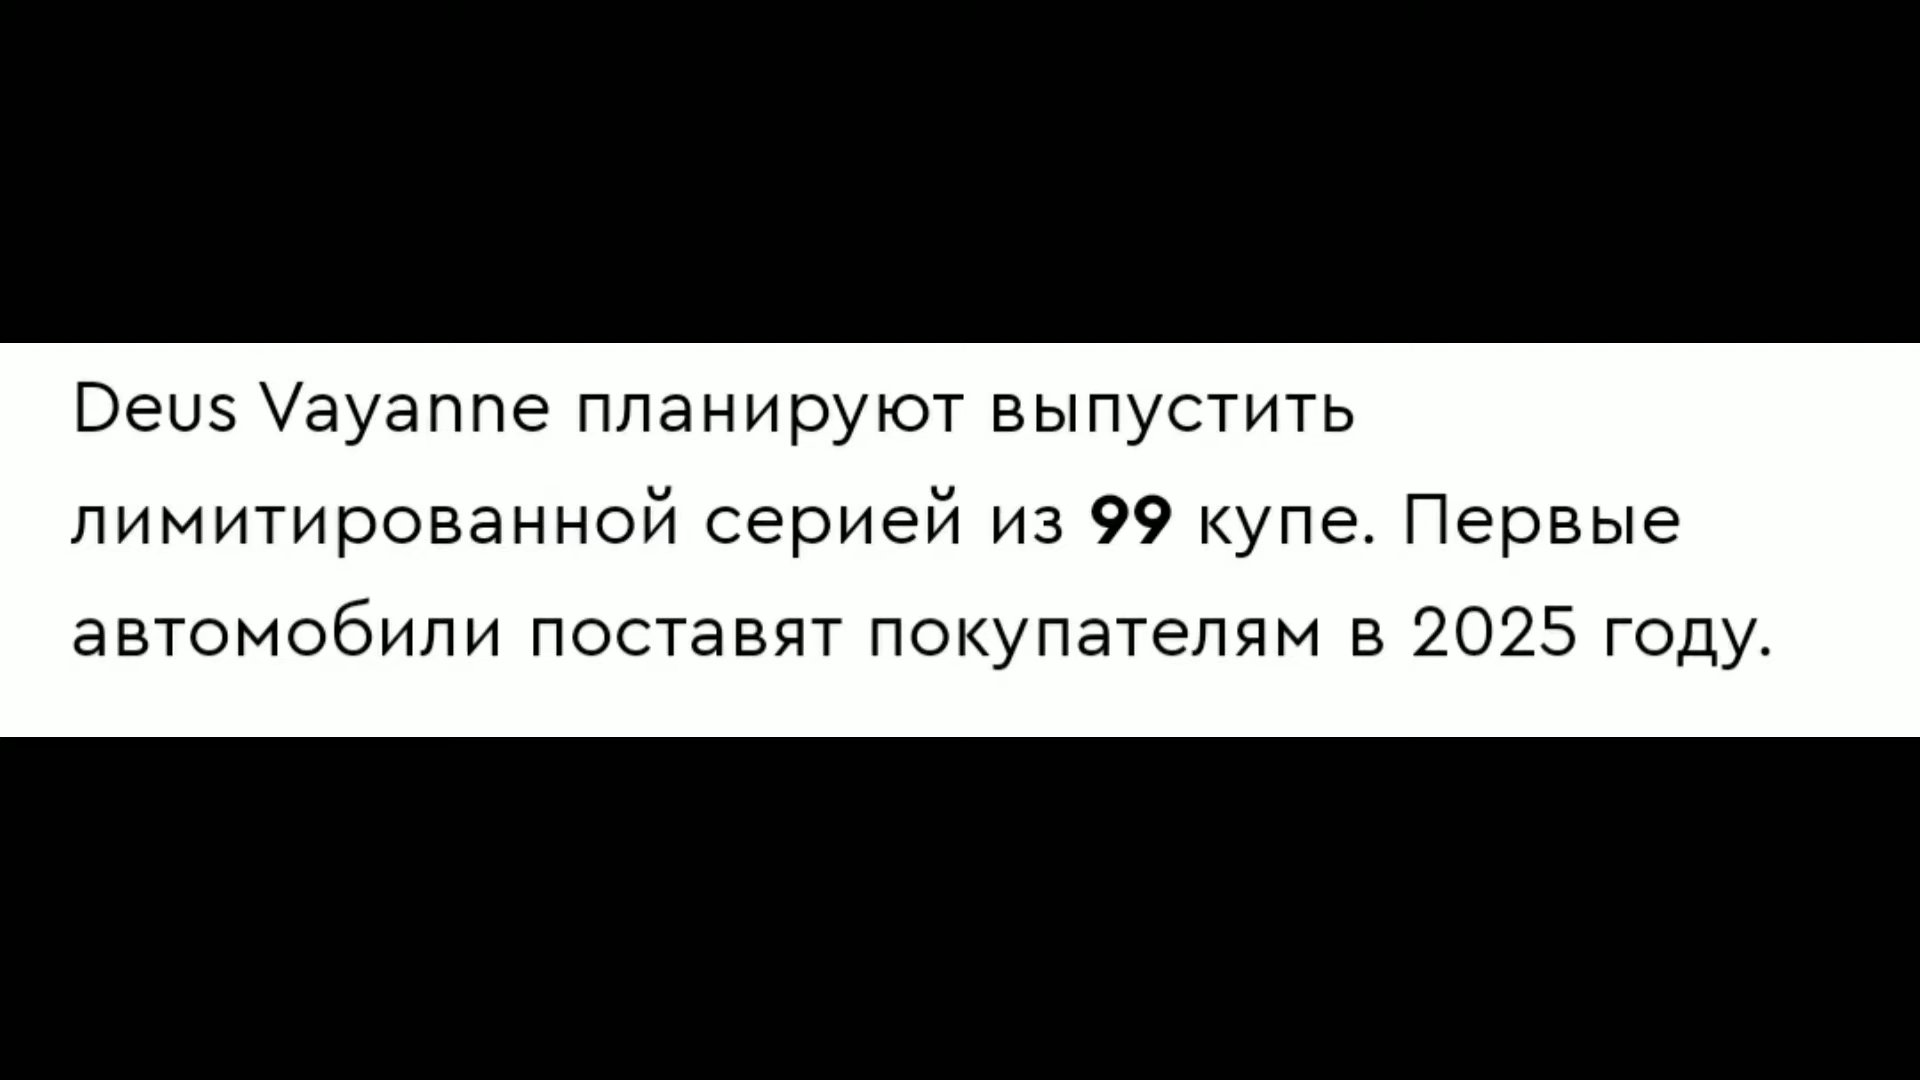 Deus Vayanne планируют выпустить
лимитированной серией из 99 купе. Первые
автомобили поставят покупателям в 2025 году.